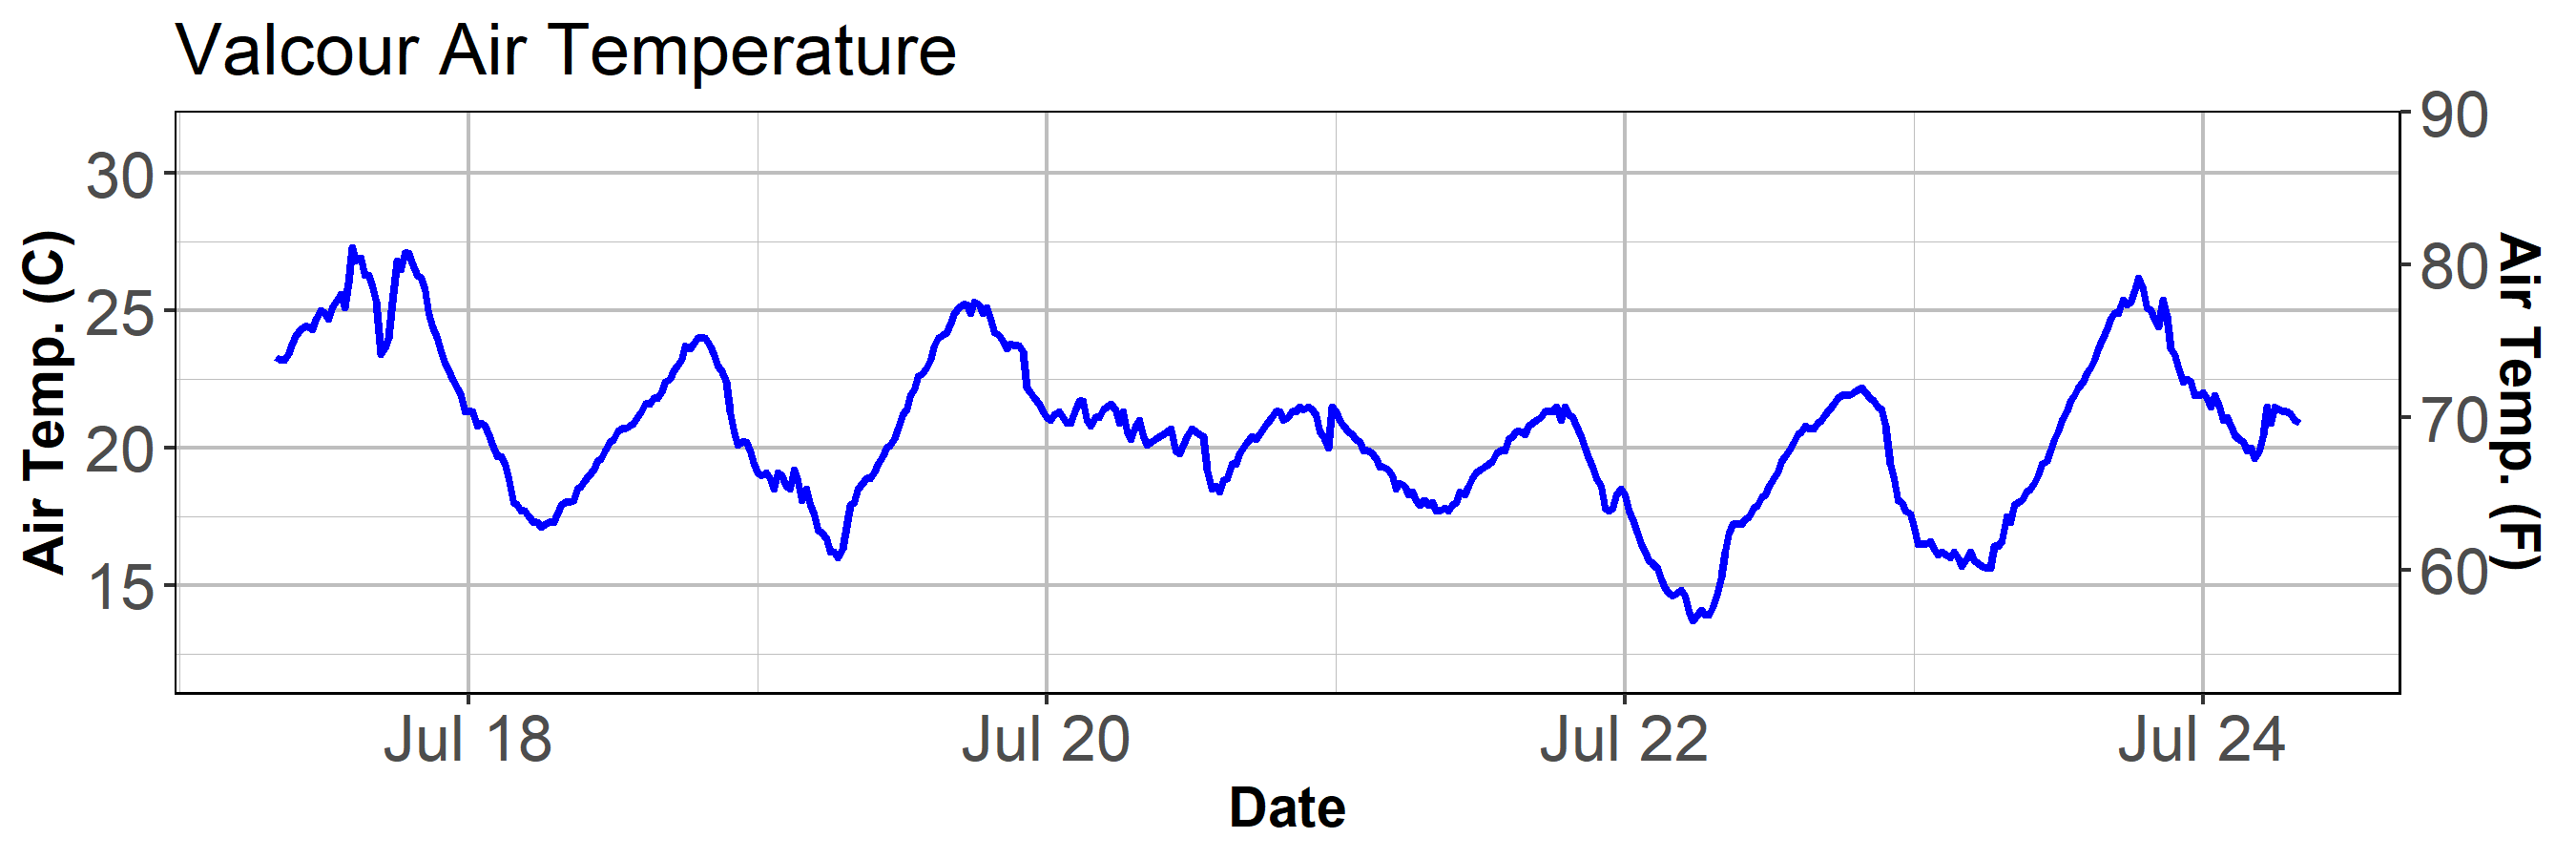 Valcour Air Temperature
Air Temp. (C)
30
25
20
15
90
80
70
60
Air Temp. (F)
Jul 18
Jul 20
Jul 22
Jul 24
Date